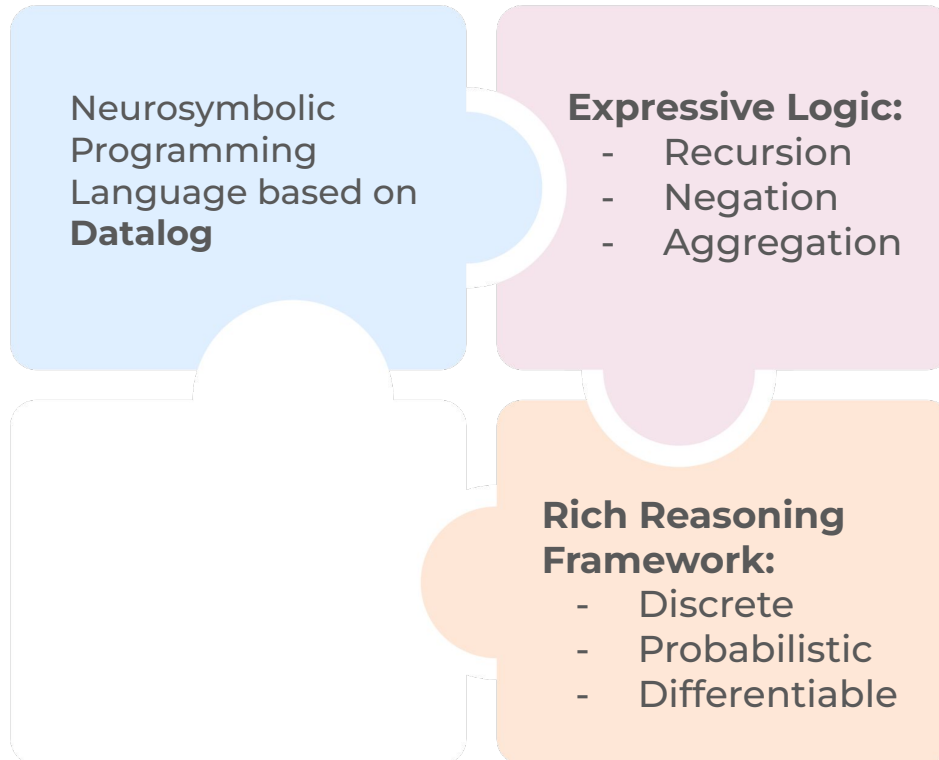 Neurosymbolic
Programming
Language based on
Datalog
Expressive Logic:
- Recursion
- Negation
- Aggregation
Rich Reasoning
Framework:
- Discrete
- Probabilistic
- Differentiable